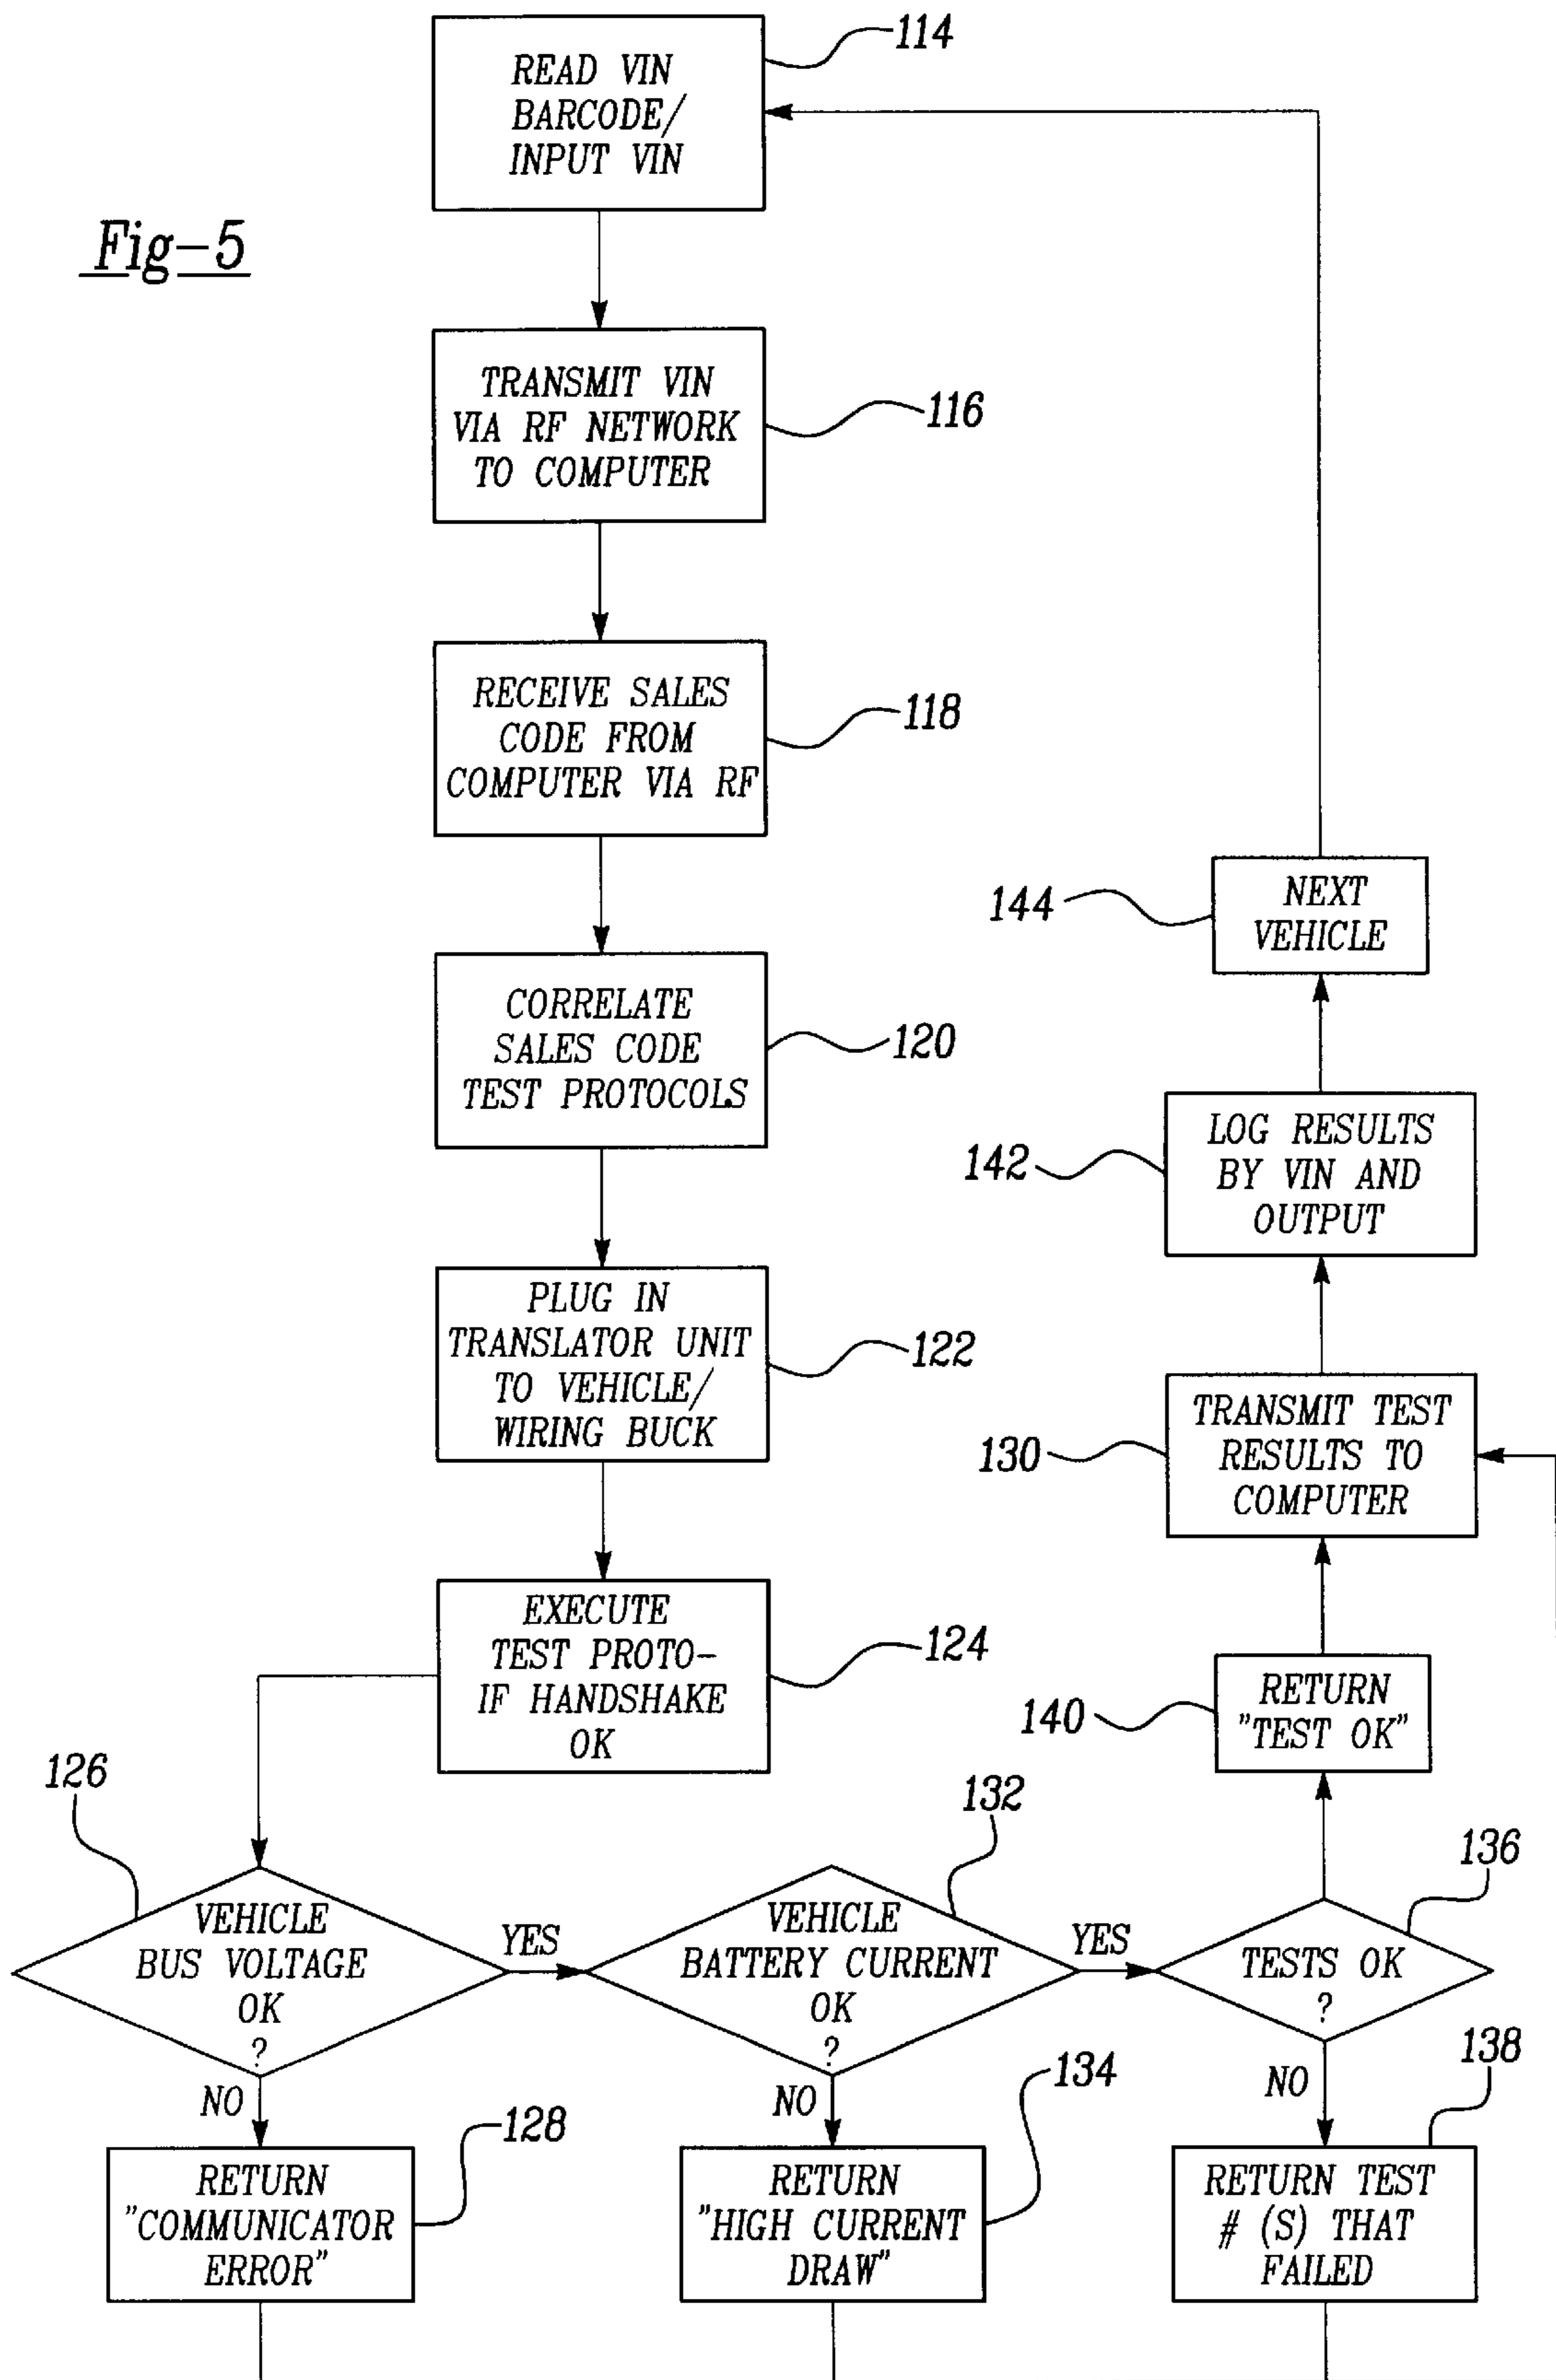 114
READ VIN
BARCODE/
INPUT VIN
Fig-5
TRANSMIT VIN
VIA RF NETWORK
TO COMPUTER
116
RECEIVE SALES
CODE FROM
COMPUTER VIA RF
118
NEXT
VEHICLE
144
CORRELATE
SALES CODE
TEST PROTOCOLS
120
LOG RESULTS
BY VIN AND
OUTPUT
142
PLUG IN
TRANSLATOR UNIT
TO VEHICLE/
WIRING BUCK
122
TRANSMIT TEST
RESULTS TO
COMPUTER
130
EXECUTE
TEST PROTO-
IF HANDSHAKE
OK
124
RETURN
"TEST OK"
140
126
VEHICLE
BUS VOLTAGE
OK
?
YES
132
VEHICLE
BATTERY CURRENT
OK
?
YES
136
TESTS OK
?
NO
NO
NO
138
RETURN
"COMMUNICATOR
ERROR"
128
RETURN
"HIGH CURRENT
DRAW"
134
RETURN TEST
# (S) THAT
FAILED